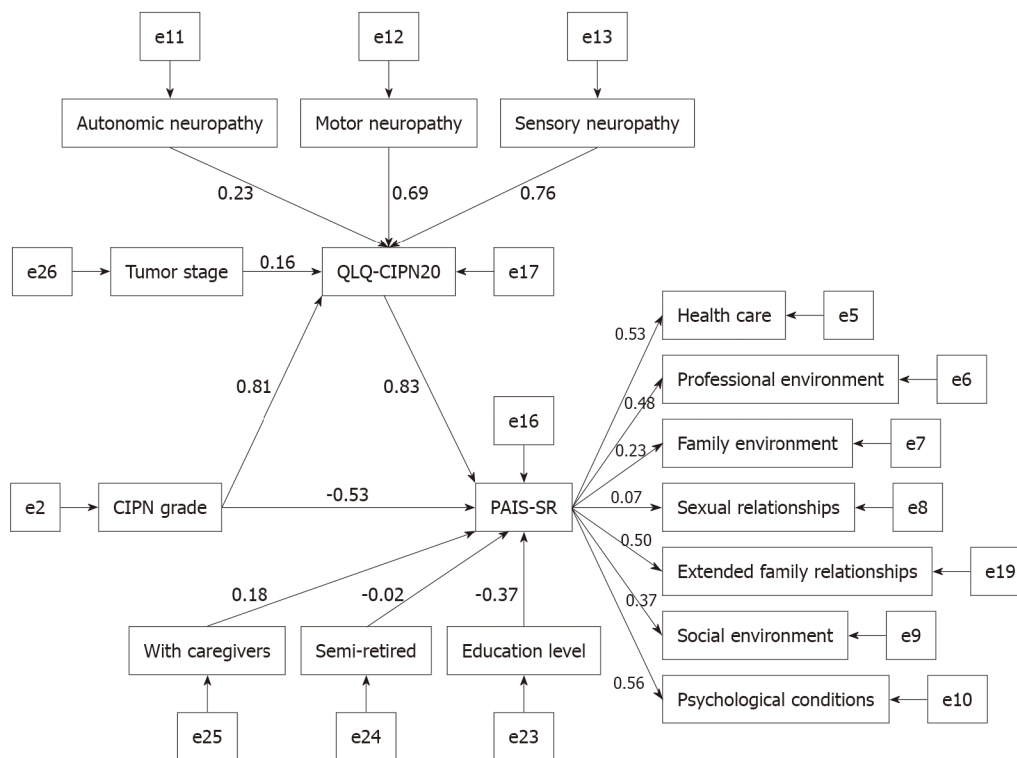 e11
e12
e13
Autonomic neuropathy
Motor neuropathy
Sensory neuropathy
0.23
0.69
0.76
e26
Tumor stage
0.16
QLQ-CIPN20
e17
Health care
e5
0.53
0.81
0.83
Professional environment
e6
0.48
e16
Family environment
e7
0.23
e2
CIPN grade
-0.53
PAIS-SR
0.07
Sexual relationships
e8
0.50
Extended family relationships
e19
0.18
-0.02
-0.37
0.37
With caregivers
Semi-retired
Education level
Social environment
e9
0.56
Psychological conditions
e10
e25
e24
e23